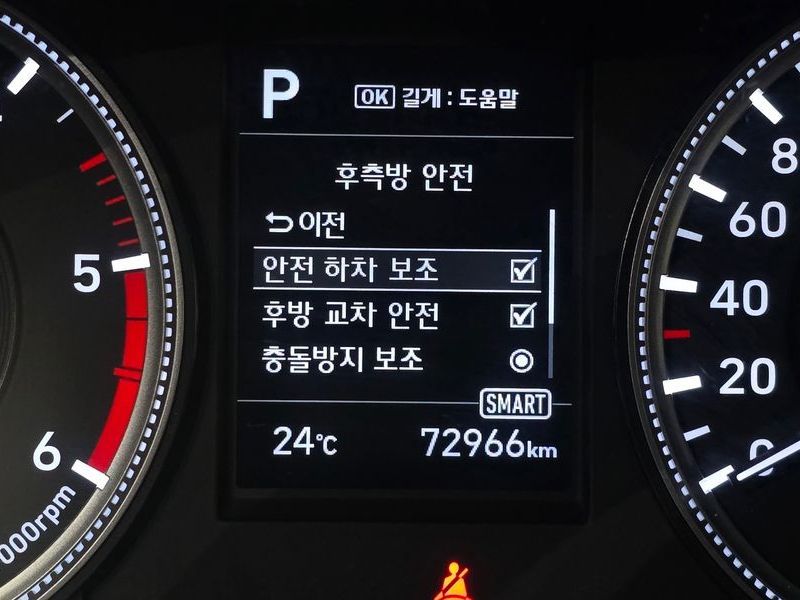 P
OK 길게 : 도움말
후측방 안전
이전
안전 하차 보조
후방 교차 안전
충돌방지 보조
SMART
24℃ 72966km
5
6
000rpm
80
60
40
20
0